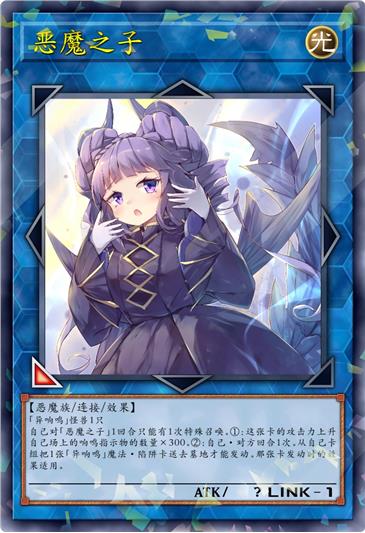 恶魔之子
光
【恶魔族/连接/效果】
「异响鸣」怪兽1只
自己对「恶魔之子」1回合只能有1次特殊召唤。①:这张卡的攻击力上升
自己场上的响鸣指示物的数量×300。②:自己·对方回合1次。从自己卡
组把1张「异响鸣」魔法·陷阱卡送去墓地才能发动。那张卡发动时的效
果适用。
ATK/ ? LINK-1